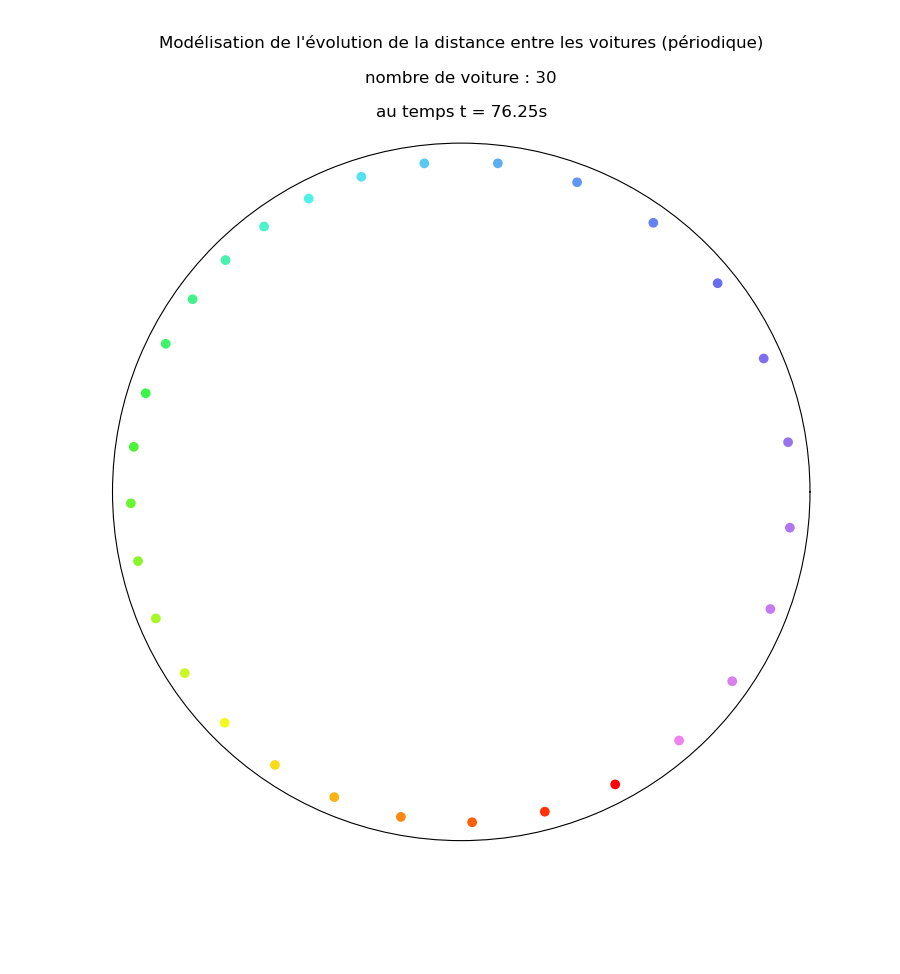 Modélisation de l'évolution de la distance entre les voitures (périodique)
nombre de voiture : 30
au temps t = 76.25s